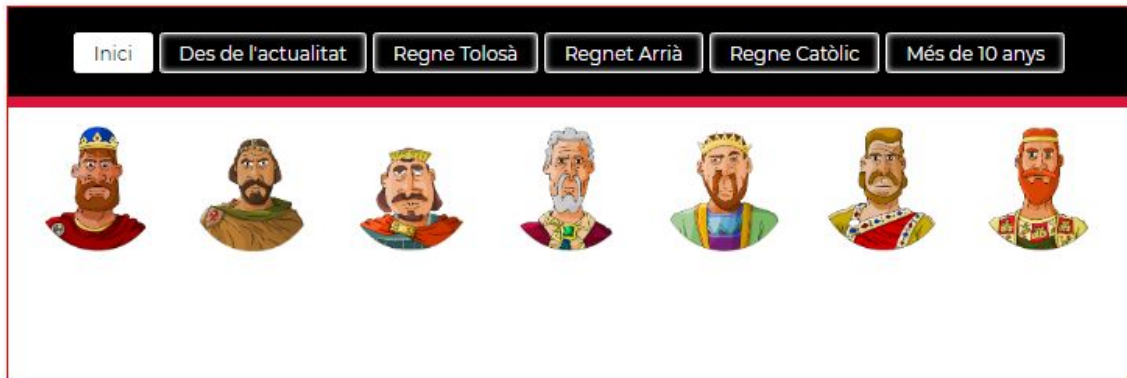 Inici Des de l'actualitat Regne Tolosà Regnet Arrià Regne Catòlic Més de 10 anys